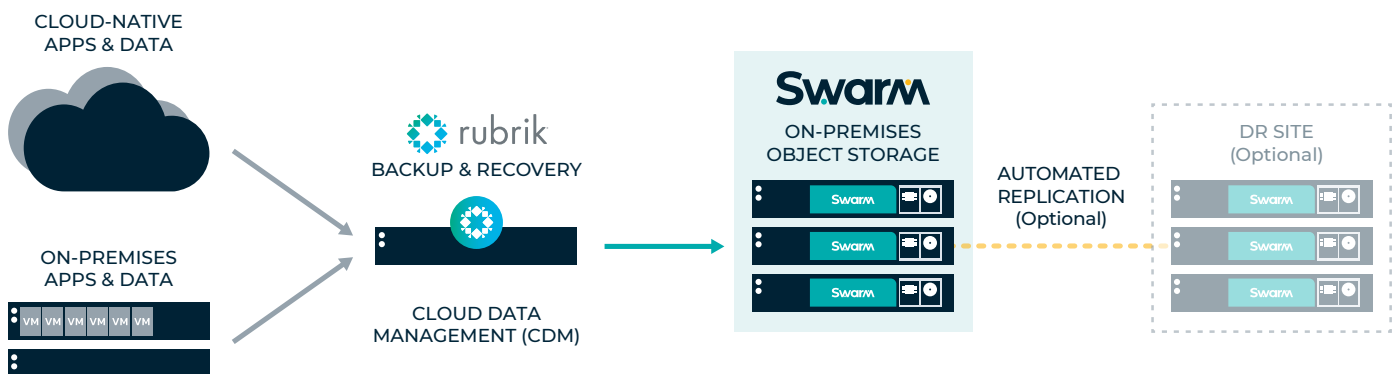 CLOUD-NATIVE
APPS & DATA
ON-PREMISES
APPS & DATA
VM VM VM VM VM VM
rubrik
BACKUP & RECOVERY
CLOUD DATA
MANAGEMENT (CDM)
Swarm
ON-PREMISES
OBJECT STORAGE
Swarm
Swarm
Swarm
AUTOMATED
REPLICATION
(Optional)
DR SITE
(Optional)
Swarm
Swarm
Swarm